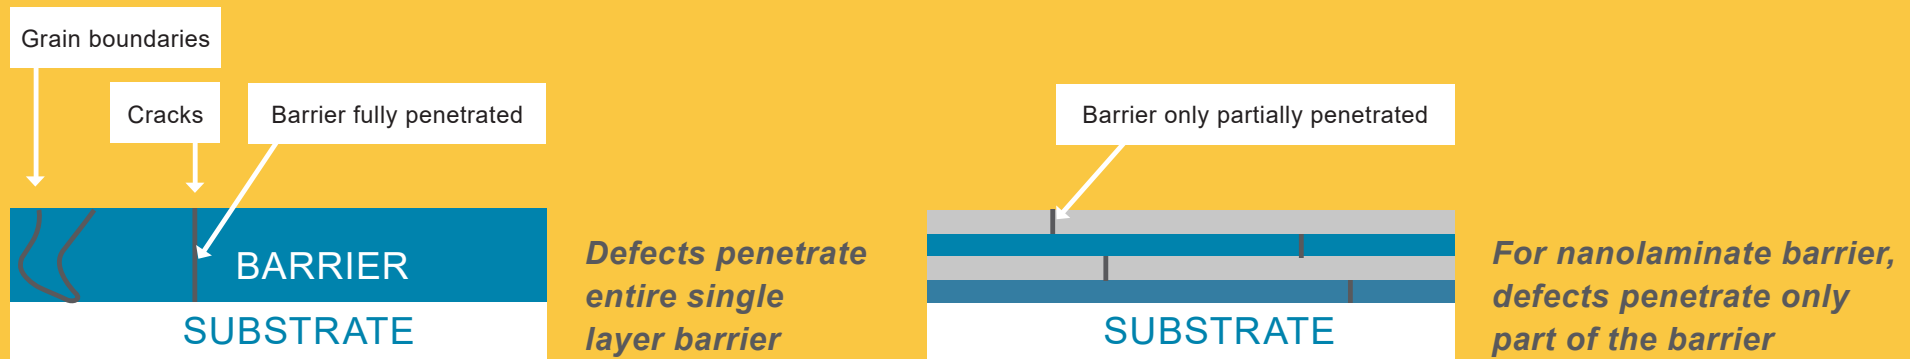 Grain boundaries
Cracks
Barrier fully penetrated
BARRIER
SUBSTRATE
Defects penetrate
entire single
layer barrier
Barrier only partially penetrated
SUBSTRATE
For nanolaminate barrier,
defects penetrate only
part of the barrier